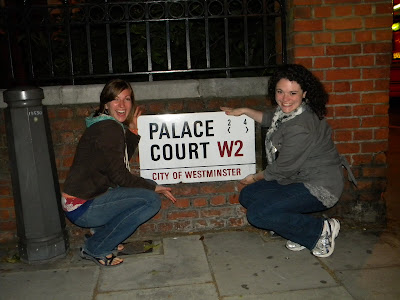 PALACE
COURT W2
CITY OF WESTMINSTER